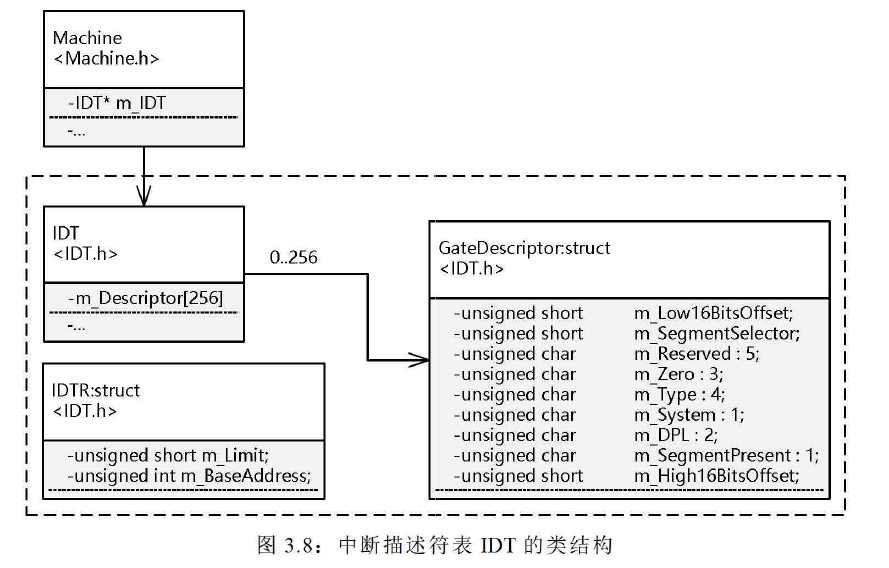 Machine
<Machine.h>
-IDT* m_IDT
-...
IDT
<IDT.h>
-m_Descriptor[256]
-...
0..256
IDTR:struct
<IDT.h>
-unsigned short m_Limit;
-unsigned int m_BaseAddress;
GateDescriptor:struct
<IDT.h>
-unsigned short m_Low16BitsOffset;
-unsigned short m_SegmentSelector;
-unsigned char m_Reserved : 5;
-unsigned char m_Zero : 3;
-unsigned char m_Type : 4;
-unsigned char m_System : 1;
-unsigned char m_DPL : 2;
-unsigned char m_SegmentPresent : 1;
-unsigned short m_High16BitsOffset;
图 3.8：中断描述符表 IDT 的类结构